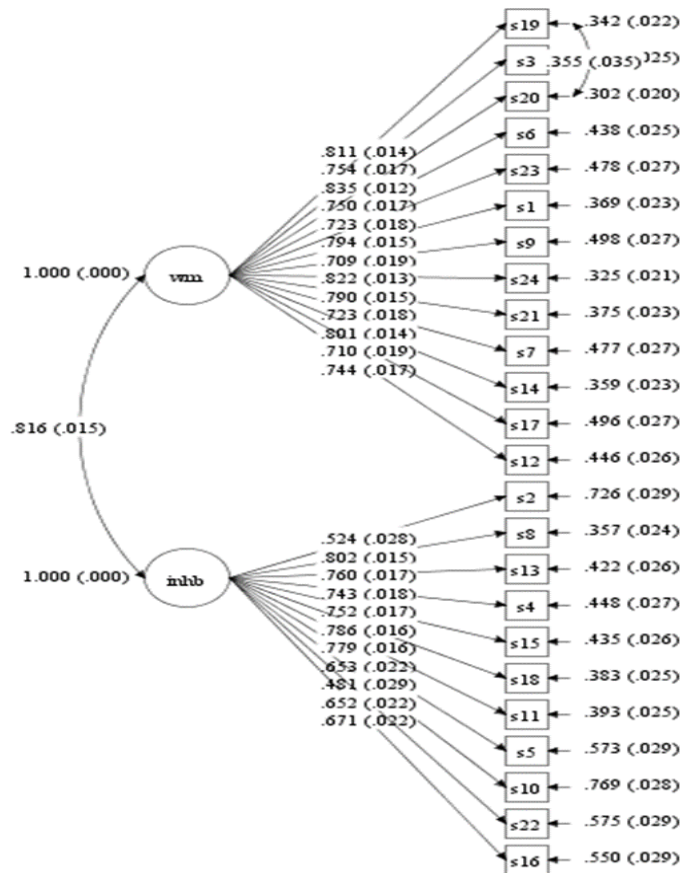 s19 .342 (.022)
s3 .355 (.035) 025)
s20 .302 (.020)
s6 .438 (.025)
.811 (.014)
.754 (.017)
s23 .478 (.027)
.835 (.012)
.750 (.017)
s1 .369 (.023)
.723 (.018)
.794 (.015)
s9 .498 (.027)
.709 (.019)
1.000 (.000) wm .822 (.013) s24 .325 (.021)
.790 (.015)
s21 .375 (.023)
.723 (.018)
.801 (.014)
s7 .477 (.027)
.710 (.019)
.744 (.017)
s14 .359 (.023)
s17 .496 (.027)
.816 (.015)
s12 .446 (.026)
s2 .726 (.029)
.524 (.028)
s8 .357 (.024)
.802 (.015)
1.000 (.000) inhb .760 (.017) s13 .422 (.026)
.743 (.018)
s4 .448 (.027)
.752 (.017)
.786 (.016)
s15 .435 (.026)
.779 (.016)
.653 (.022)
s18 .383 (.025)
.481 (.029)
.652 (.022)
s11 .393 (.025)
.671 (.022)
s5 .573 (.029)
s10 .769 (.028)
s22 .575 (.029)
s16 .550 (.029)